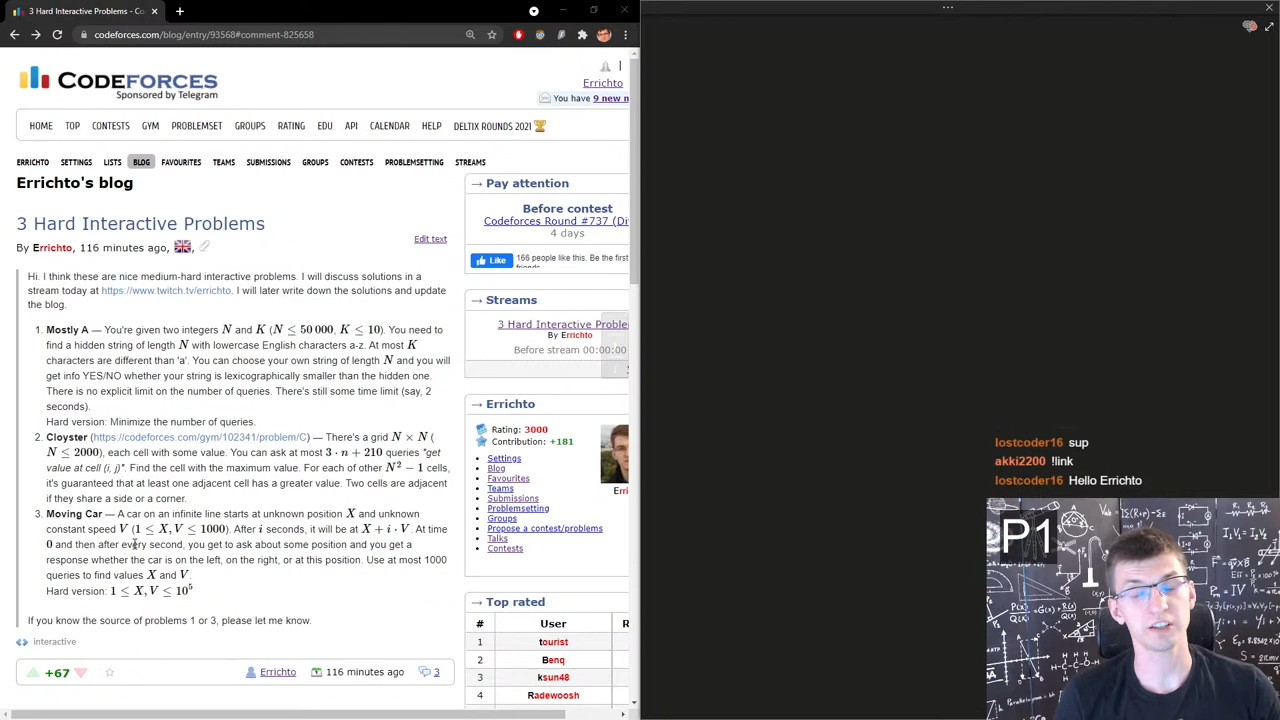 3 Hard Interactive Problems - Co
codeforces.com/blog/entry/93568#comment-825658
CODEFORCES
Sponsored by Telegram
Errichto
You have 9 new n
HOME TOP CONTESTS GYM PROBLEMSET GROUPS RATING EDU API CALENDAR HELP DELTIX ROUNDS 2021
ERRICHTO SETTINGS LISTS BLOG FAVOURITES TEAMS SUBMISSIONS GROUPS CONTESTS PROBLEMSETTING STREAMS
Errichto's blog
3 Hard Interactive Problems
By Errichto, 116 minutes ago,
Edit text
Hi. I think these are nice medium-hard interactive problems. I will discuss solutions in a
stream today at https://www.twitch.tv/errichto. I will later write down the solutions and update
the blog.
1. Mostly A — You're given two integers N and K (N ≤ 50 000, K ≤ 10). You need to
find a hidden string of length N with lowercase English characters a-z. At most K
characters are different than 'a'. You can choose your own string of length N and you will
get info YES/NO whether your string is lexicographically smaller than the hidden one.
There is no explicit limit on the number of queries. There's still some time limit (say, 2
seconds).
Hard version: Minimize the number of queries.
2. Cloyster (https://codeforces.com/gym/102341/problem/C) — There's a grid N × N (
N ≤ 2000), each cell with some value. You can ask at most 3 · n + 210 queries "get
value at cell (i, j)". Find the cell with the maximum value. For each of other N² − 1 cells,
it's guaranteed that at least one adjacent cell has a greater value. Two cells are adjacent
if they share a side or a corner.
3. Moving Car — A car on an infinite line starts at unknown position X and unknown
constant speed V (1 ≤ X, V ≤ 1000). After i seconds, it will be at X + i · V. At time
0 and then after every second, you get to ask about some position and you get a
response whether the car is on the left, on the right, or at this position. Use at most 1000
queries to find values X and V.
Hard version: 1 ≤ X, V ≤ 10⁵
If you know the source of problems 1 or 3, please let me know.
interactive
+67
Errichto
116 minutes ago
3
→ Pay attention
Before contest
Codeforces Round #737 (Di
4 days
Like
166 people like this. Be the first
friends.
→ Streams
3 Hard Interactive Proble
By Errichto
Before stream 00:00:00
→ Errichto
Rating: 3000
Contribution: +181
Settings
Blog
Favourites
Teams
Submissions
Groups
Problemsetting
Propose a contest/problems
Talks
Contests
Erri
→ Top rated
# User R
1 tourist
2 Benq
3 ksun48
4 Radewoosh
lostcoder16 sup
akki2200 !link
lostcoder16 Hello Errichto
P1